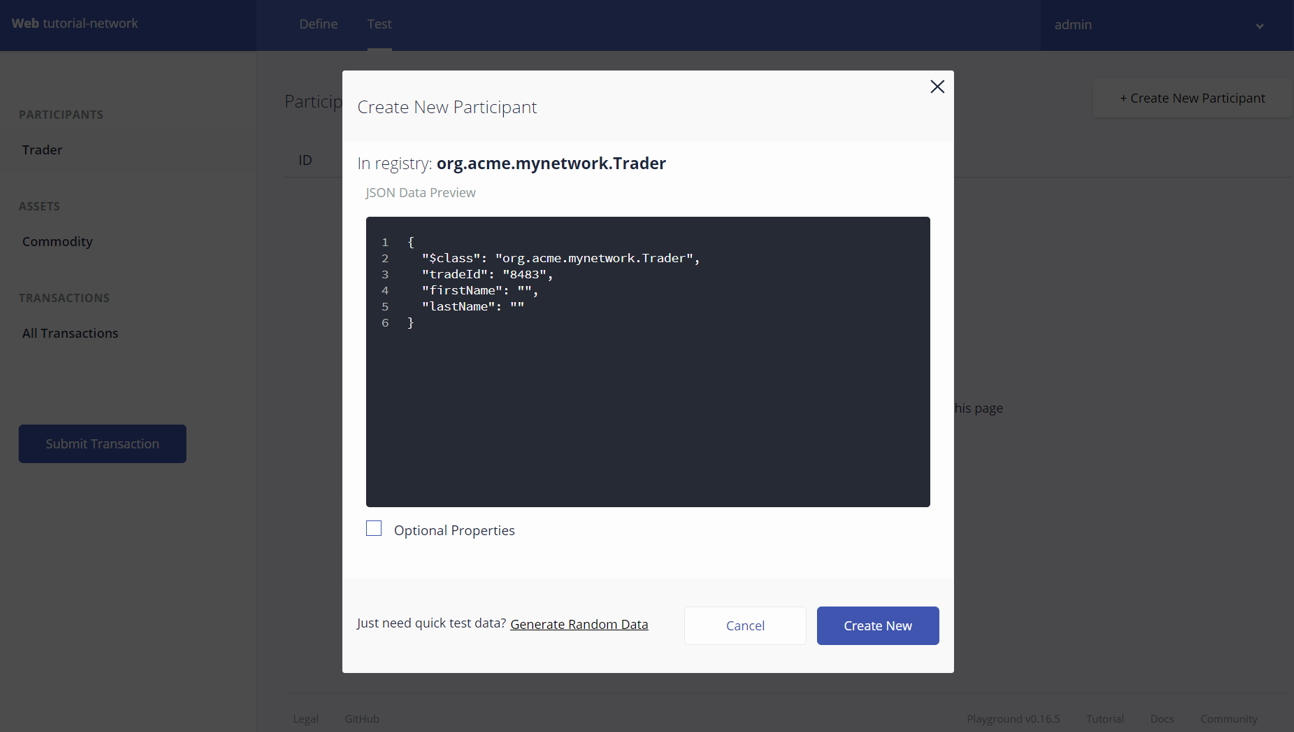 Web tutorial-network
Define
Test
admin
PARTICIPANTS
Trader
ASSETS
Commodity
TRANSACTIONS
All Transactions
Submit Transaction
+ Create New Participant
ID
Create New Participant
In registry: org.acme.mynetwork.Trader
JSON Data Preview
1 {
2 "$class": "org.acme.mynetwork.Trader",
3 "tradeId": "8483",
4 "firstName": "",
5 "lastName": ""
6 }
page
Optional Properties
Just need quick test data? Generate Random Data
Cancel
Create New
Legal
GitHub
Playground v0.16.5
Tutorial
Docs
Community